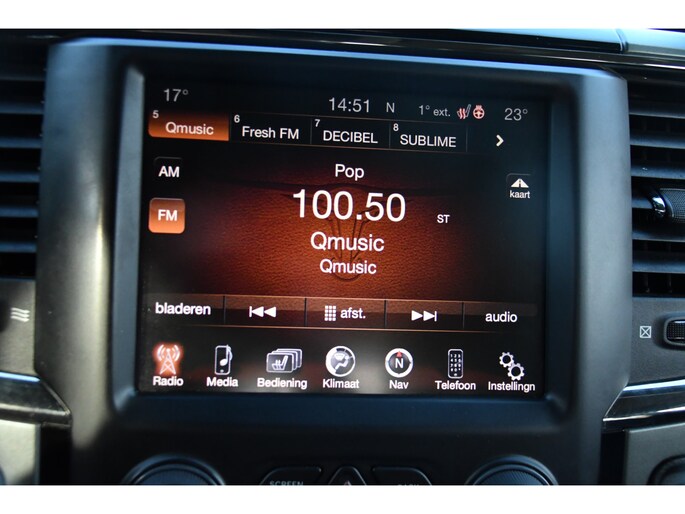 17° 14:51 N 1° ext. 23°
5 Qmusic 6 Fresh FM 7 DECIBEL 8 SUBLIME
AM Pop kaart
FM 100.50 ST
Qmusic
Qmusic
bladeren afst. audio
Radio Media Bediening Klimaat N Nav Telefoon Instellingn
SCREEN